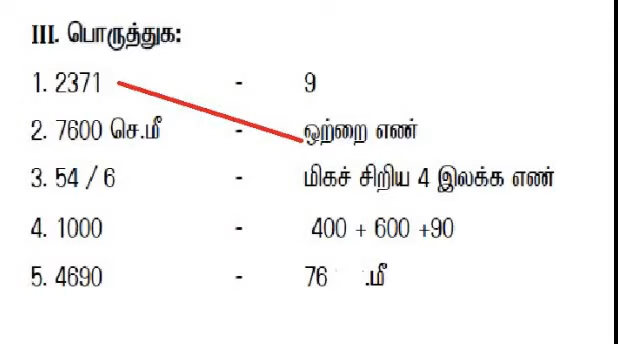 III. பொருத்துக:
1. 2371 - 9
2. 7600 செ.மீ - ஒற்றை எண்
3. 54 / 6 - மிகச் சிறிய 4 இலக்க எண்
4. 1000 - 400 + 600 +90
5. 4690 - 76 .மீ